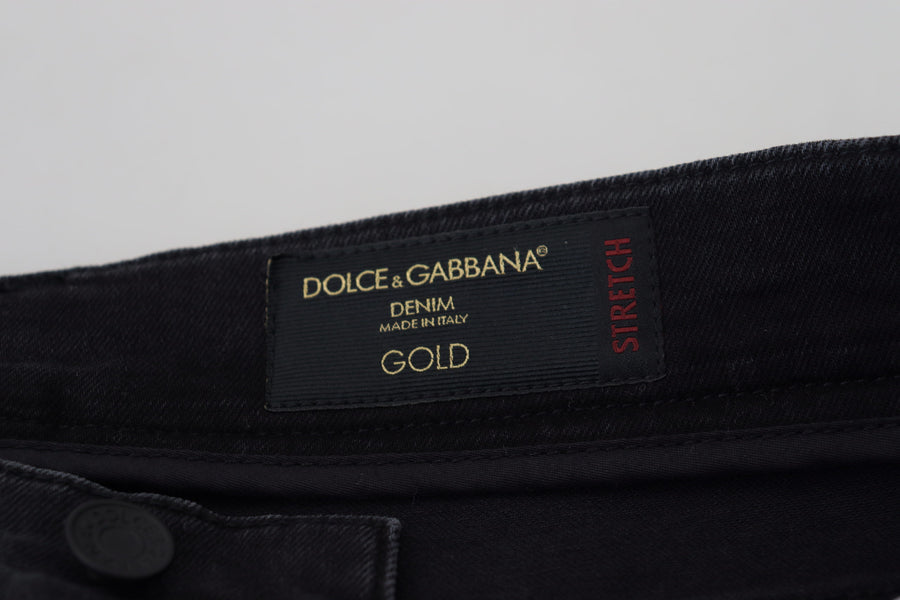 DOLCE & GABBANA®
DENIM
MADE IN ITALY
GOLD
STRETCH